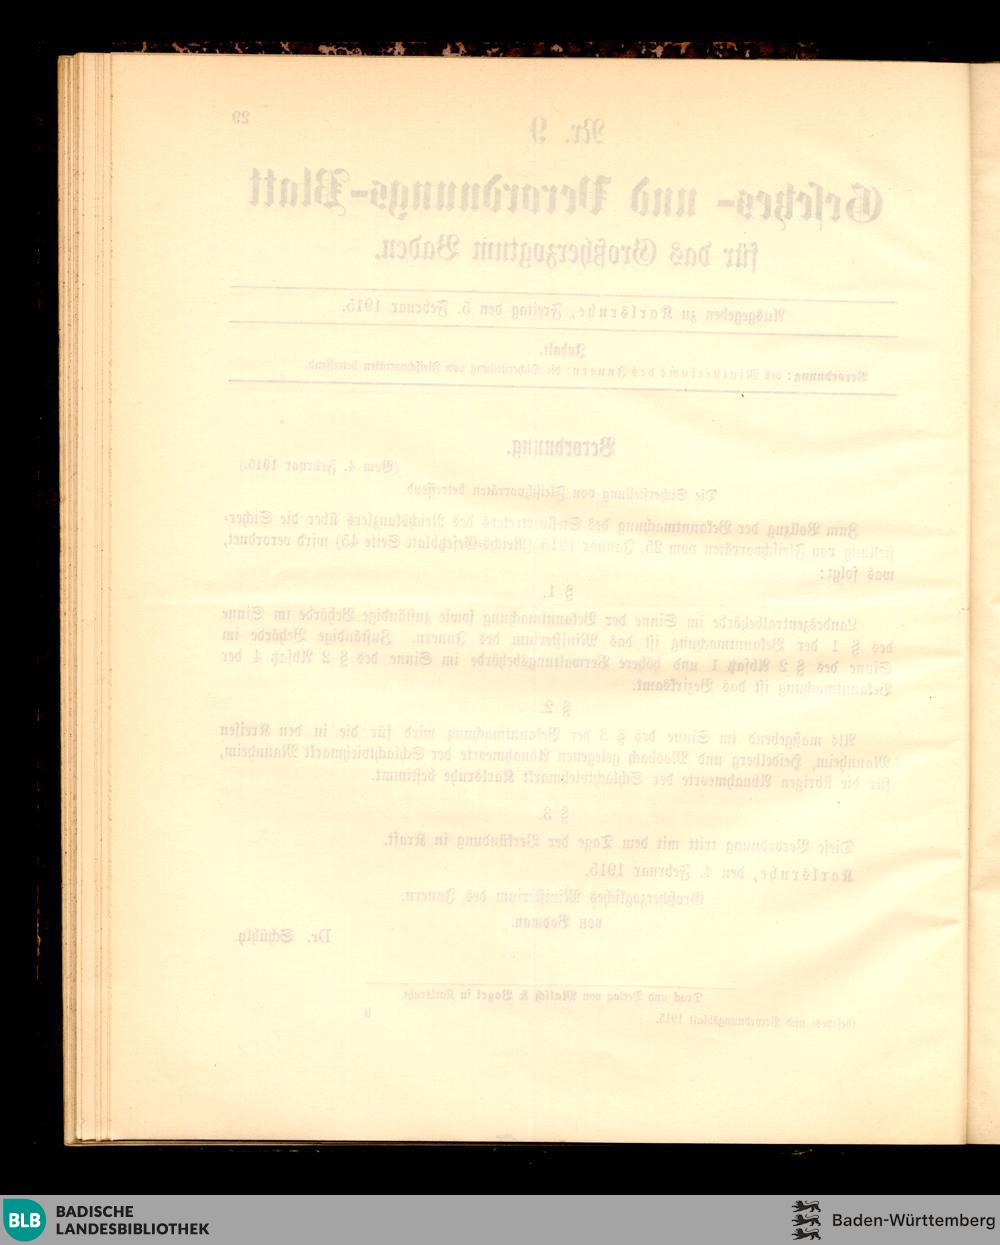 29
Nr. 9
Gesetzes- und Verordnungs-Blatt
für das Großherzogtum Baden.
Ausgegeben zu Karlsruhe, Freitag den 5. Februar 1915.
Inhalt.
Verordnung: des Ministeriums des Innern: die Sicherstellung von Fleischvorräten betreffend.
Verordnung.
(Vom 4. Februar 1915.)
Die Sicherstellung von Fleischvorräten betreffend.
Zum Vollzug der Bekanntmachung des Stellvertreters des Reichskanzlers über die Sicher-
stellung von Fleischvorräten vom 25. Januar 1915 (Reichs-Gesetzblatt Seite 45) wird verordnet,
was folgt:
§ 1.
Landeszentralbehörde im Sinne der Bekanntmachung sowie zuständige Behörde im Sinne
des § 1 der Bekanntmachung ist das Ministerium des Innern. Zuständige Behörde im
Sinne des § 2 Absatz 1 und höhere Verwaltungsbehörde im Sinne des § 2 Absatz 4 der
Bekanntmachung ist das Bezirksamt.
§ 2.
Als maßgebend im Sinne des § 3 der Bekanntmachung wird für die in den Kreisen
Mannheim, Heidelberg und Mosbach gelegenen Abnahmeorte der Schlachtviehmarkt Mannheim,
für die übrigen Abnahmeorte der Schlachtviehmarkt Karlsruhe bestimmt.
§ 3.
Diese Verordnung tritt mit dem Tage der Verkündung in Kraft.
Karlsruhe, den 4. Februar 1915.
Großherzogliches Ministerium des Innern.
von Bodman.
Dr. Schühly
Druck und Verlag von Malsch & Vogel in Karlsruhe.
Gesetzes- und Verordnungsblatt 1915.
9
BLB
BADISCHE
LANDESBIBLIOTHEK
Baden-Württemberg